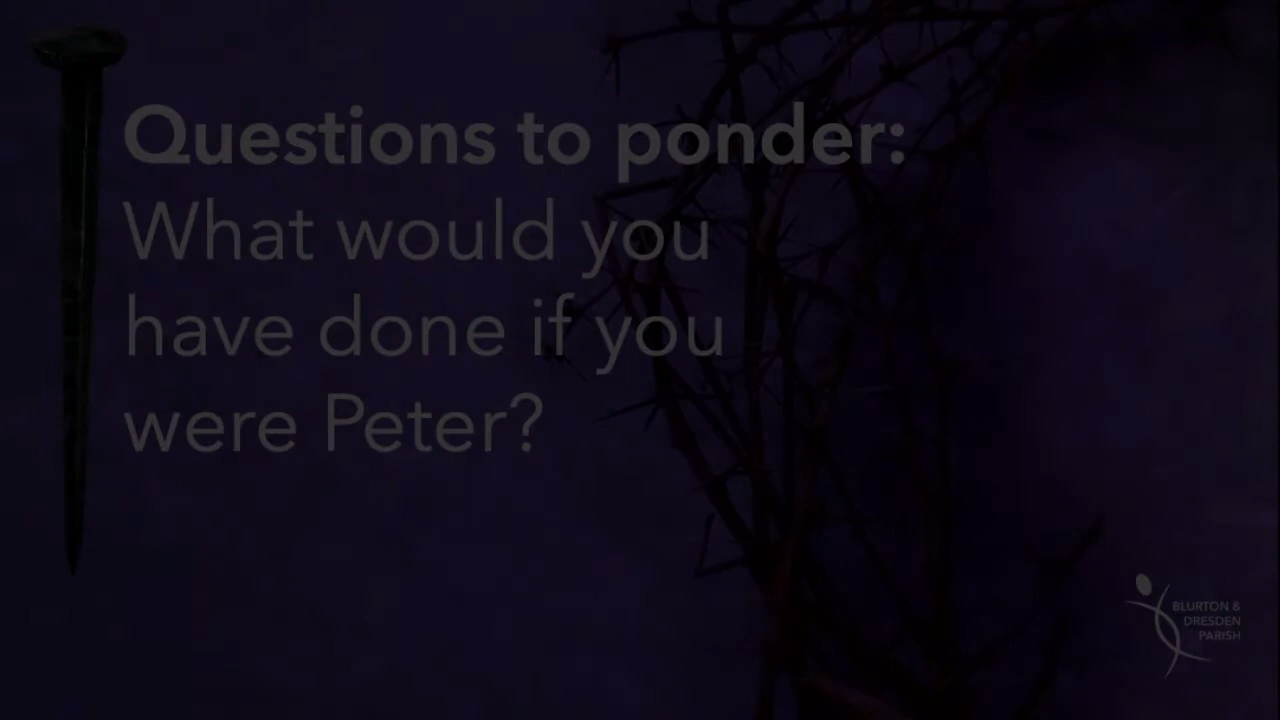 Questions to ponder:
What would you
have done if you
were Peter?
BLURTON &
DRESDEN
PARISH